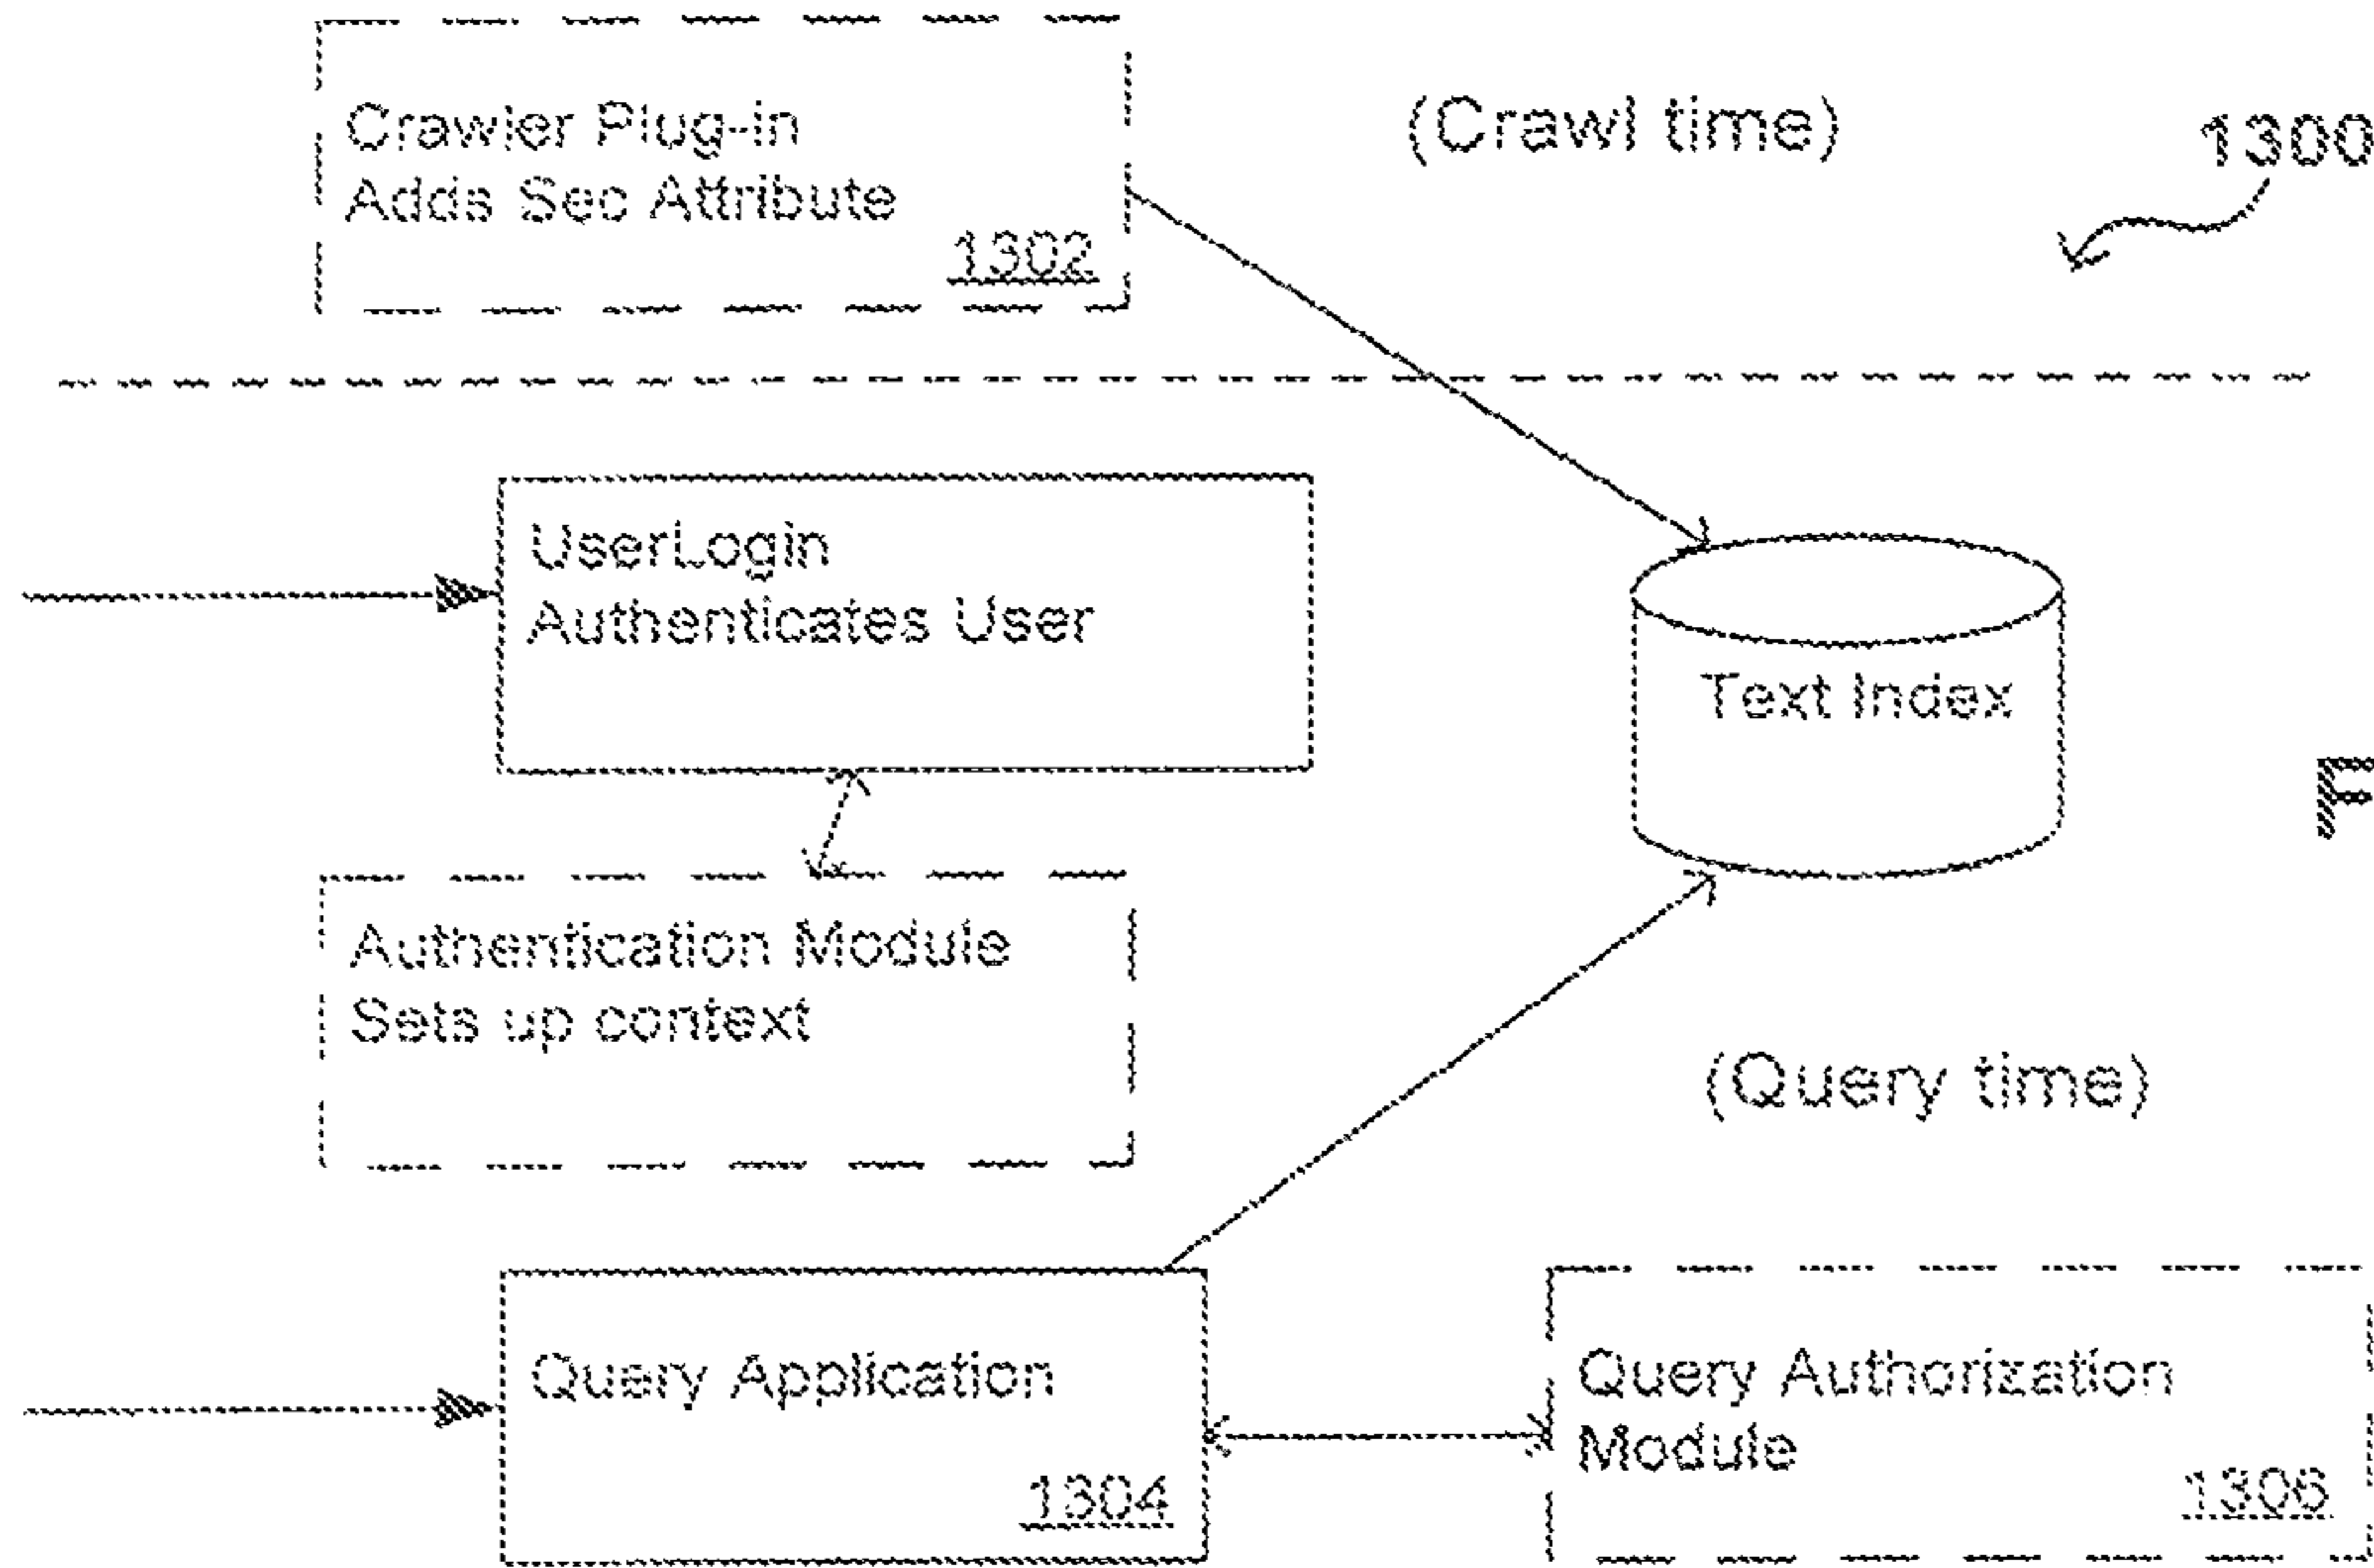 Crawler Plug-in
Adds Sec Attribute
1302
(Crawl time)
1300
UserLogin
Authenticates User
Text Index
F
Authentication Module
Sets up context
(Query time)
Query Application
1304
Query Authorization
Module
1306